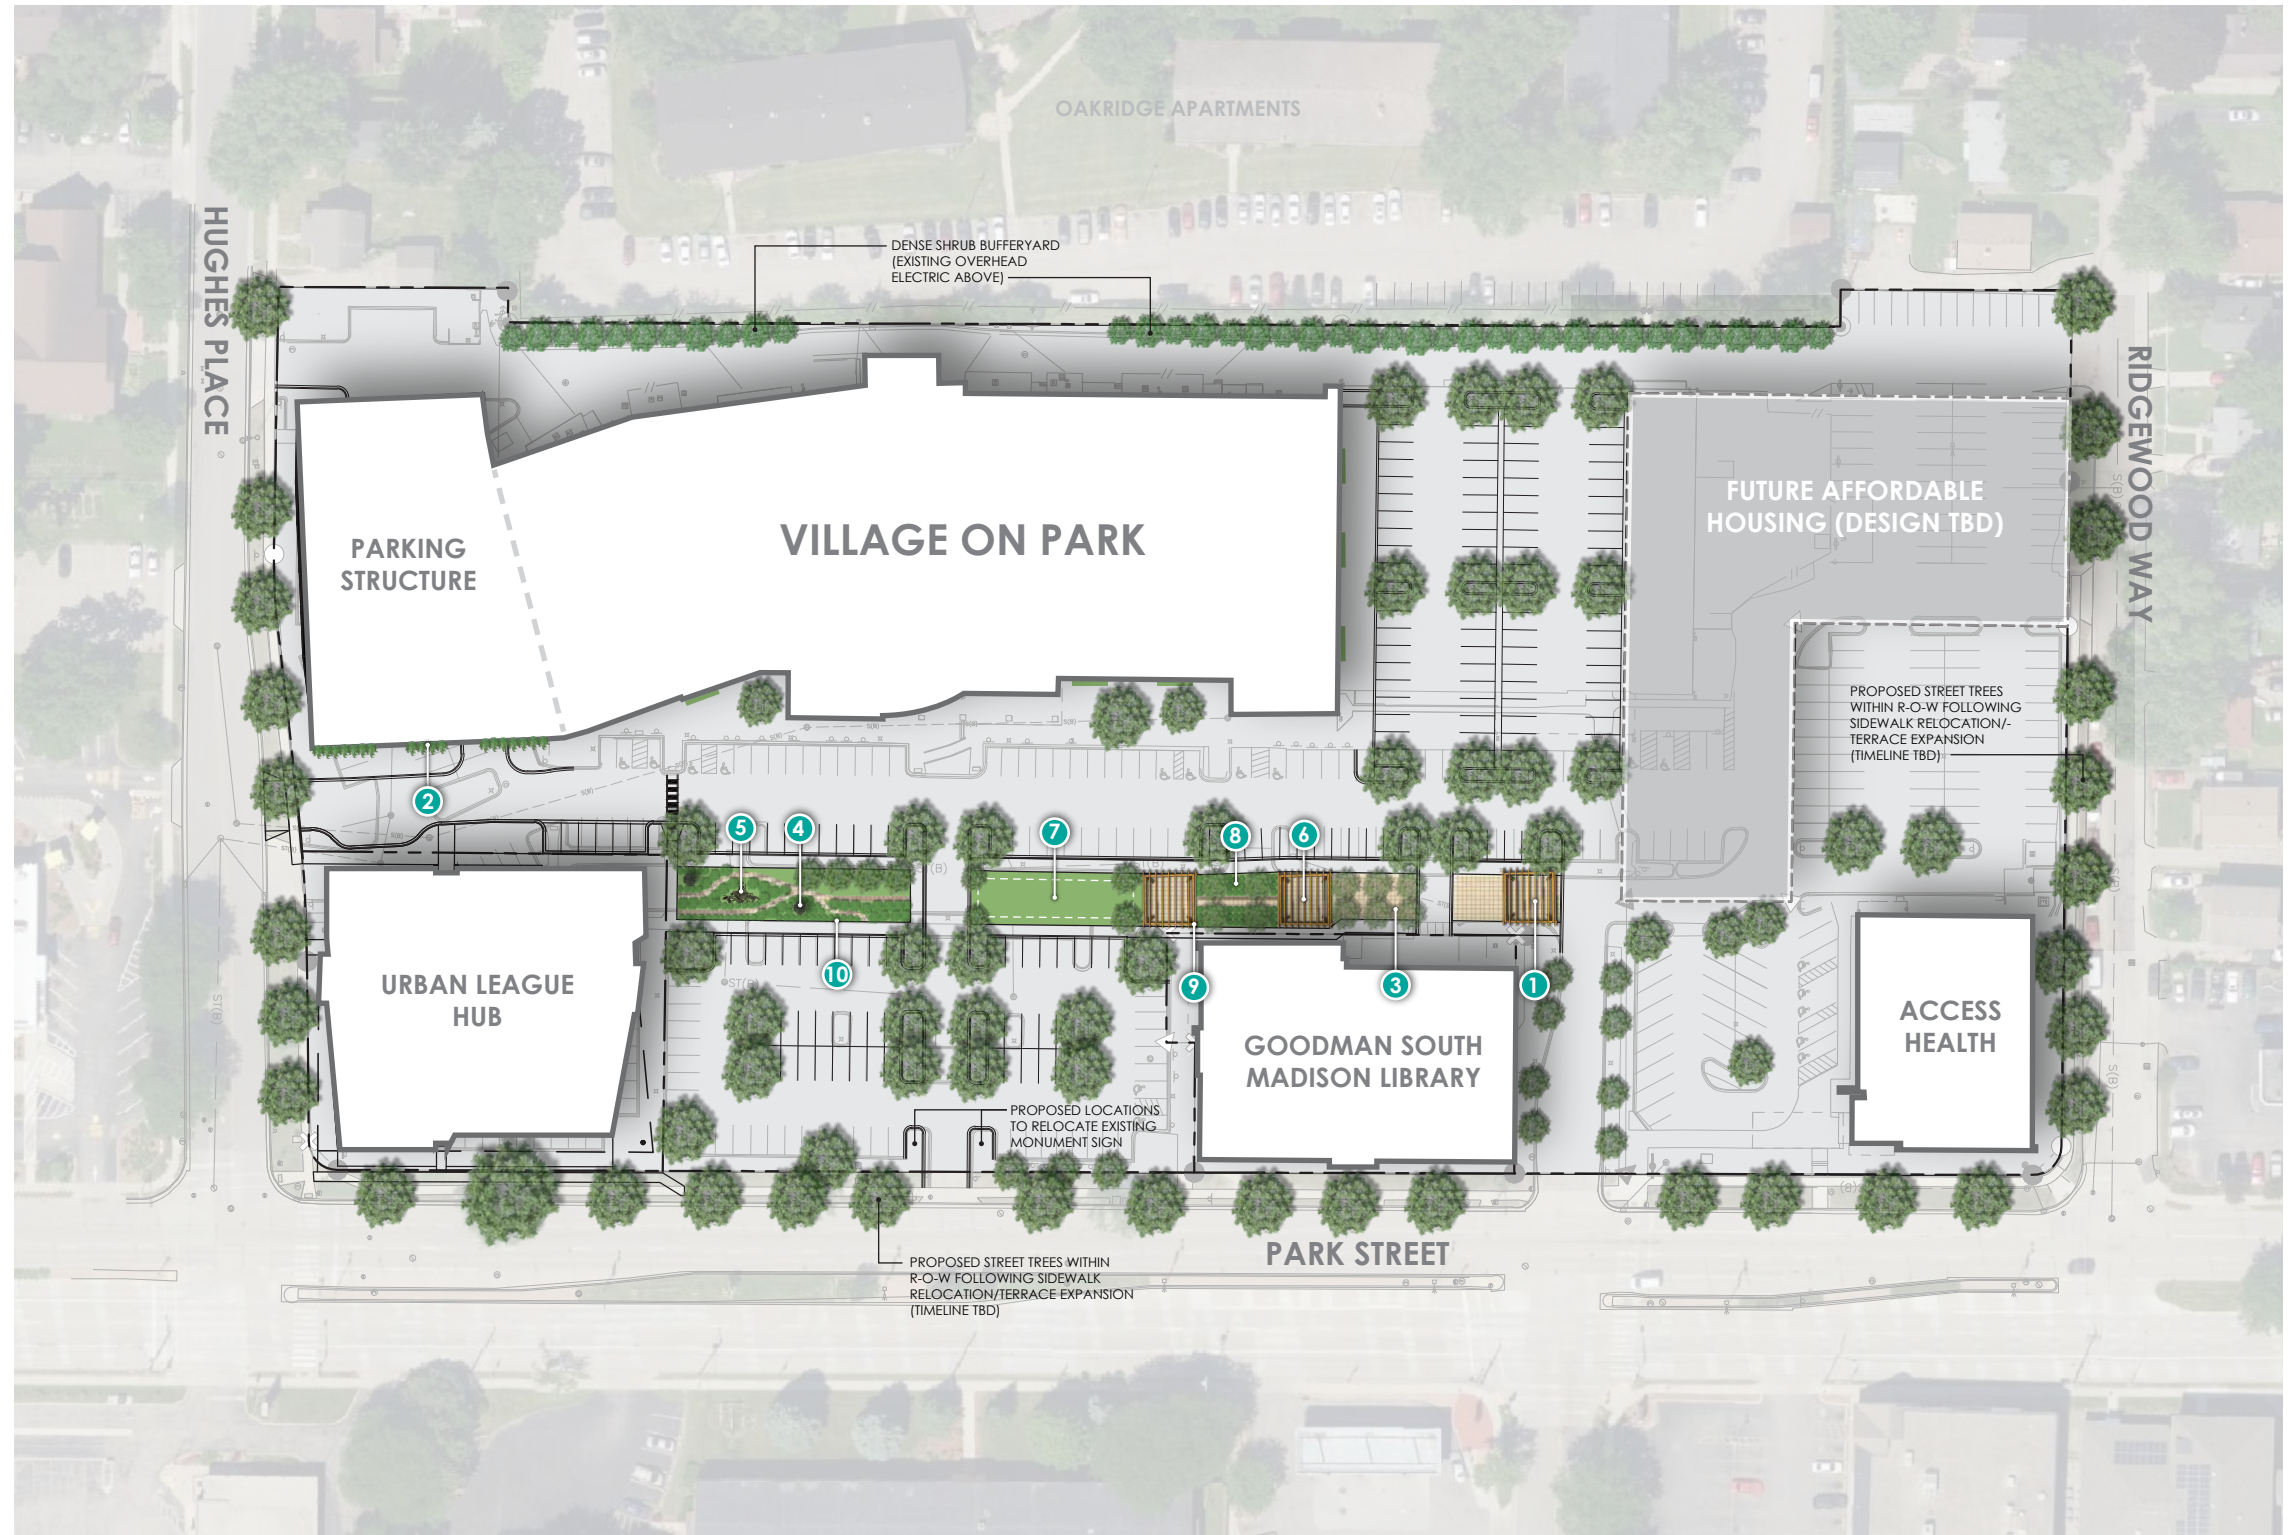 OAKRIDGE APARTMENTS
HUGHES PLACE
DENSE SHRUB BUFFERYARD
(EXISTING OVERHEAD
ELECTRIC ABOVE)
RIDGEWOOD WAY
PARKING
STRUCTURE
VILLAGE ON PARK
FUTURE AFFORDABLE
HOUSING (DESIGN TBD)
PROPOSED STREET TREES
WITHIN R-O-W FOLLOWING
SIDEWALK RELOCATION/-
TERRACE EXPANSION
(TIMELINE TBD)
2
5
4
7
8
6
10
9
3
1
URBAN LEAGUE
HUB
GOODMAN SOUTH
MADISON LIBRARY
ACCESS
HEALTH
PROPOSED LOCATIONS
TO RELOCATE EXISTING
MONUMENT SIGN
PARK STREET
PROPOSED STREET TREES WITHIN
R-O-W FOLLOWING SIDEWALK
RELOCATION/TERRACE EXPANSION
(TIMELINE TBD)
S(B)
S(B)
S(B)
ST(B)
ST(B)